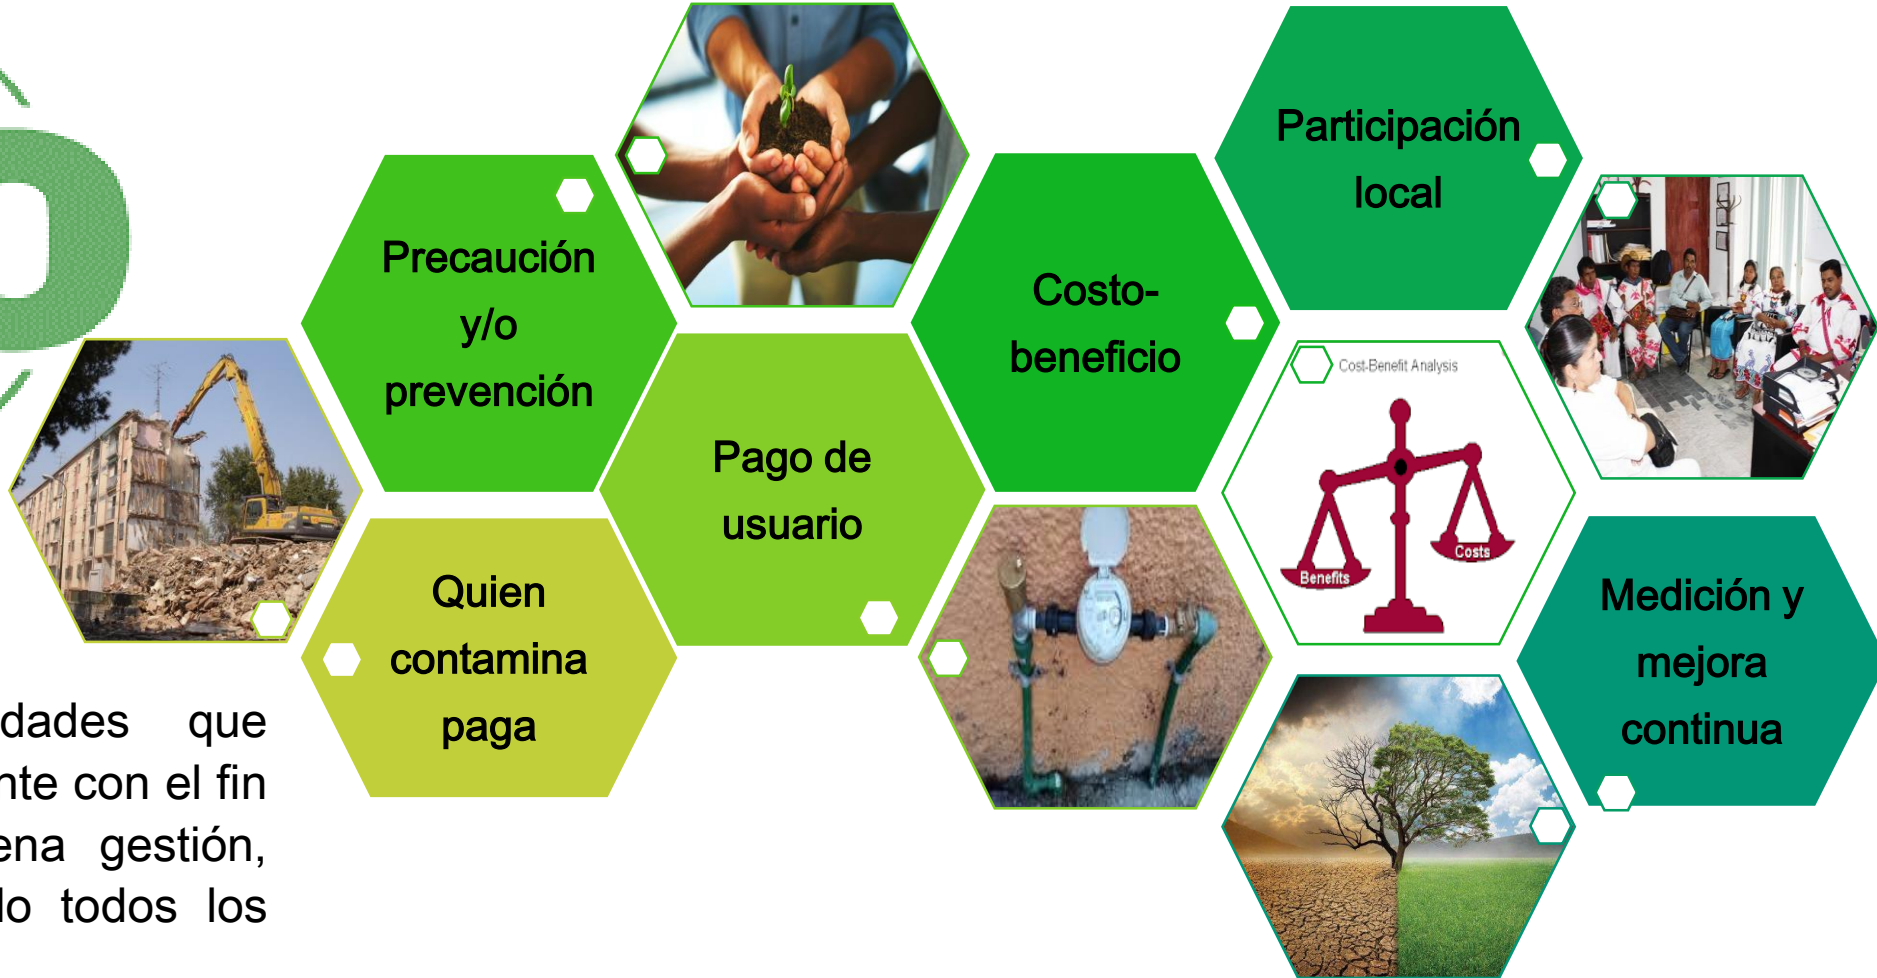 Participación
local
Precaución
y/o
prevención
Costo-
beneficio
Cost-Benefit Analysis
Costs
Benefits
Pago de
usuario
Quien
contamina
paga
Medición y
mejora
continua
dades que
nte con el fin
ena gestión,
lo todos los